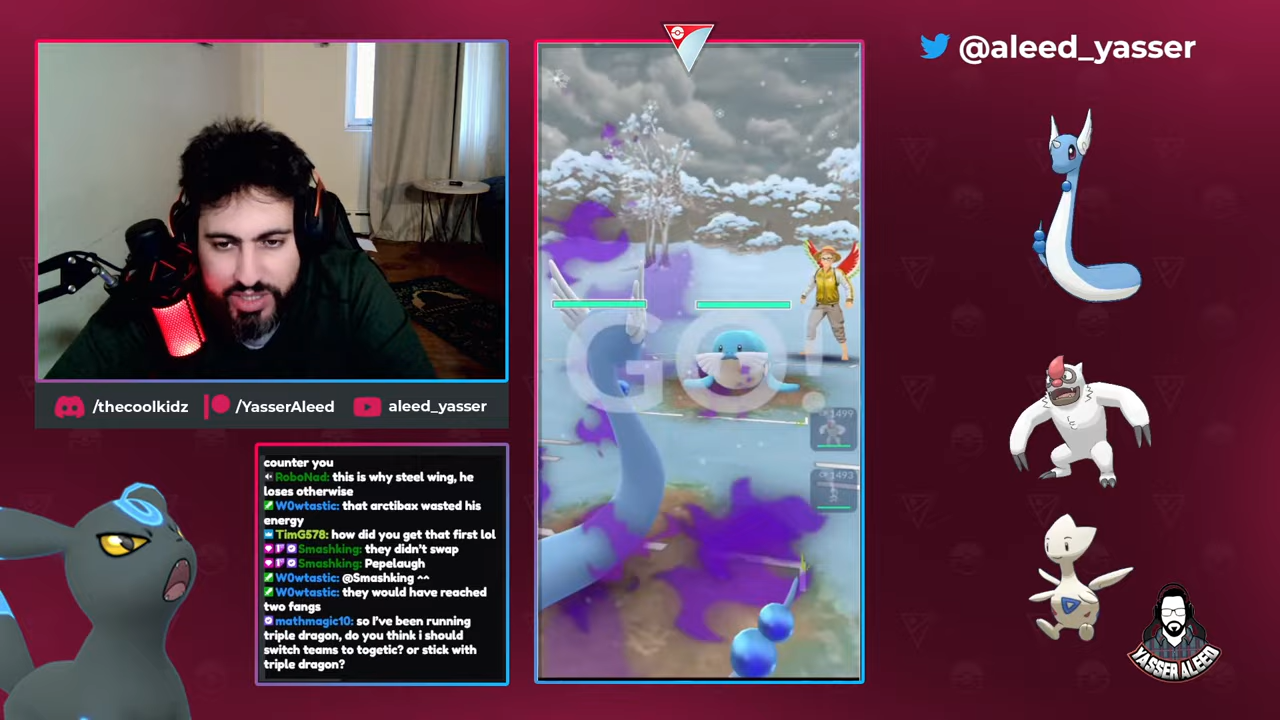 @aleed_yasser
GO!
CP 1499
CP 1493
/thecoolkidz
/YasserAleed
aleed_yasser
counter you
RoboNad: this is why steel wing, he
loses otherwise
W0wtastic: that arctibax wasted his
energy
TimG578: how did you get that first lol
Smashking: they didn't swap
Smashking: Pepelaugh
W0wtastic: @Smashking ^^
W0wtastic: they would have reached
two fangs
mathmagic10: so I've been running
triple dragon, do you think i should
switch teams to togetic? or stick with
triple dragon?
YASSER ALEED